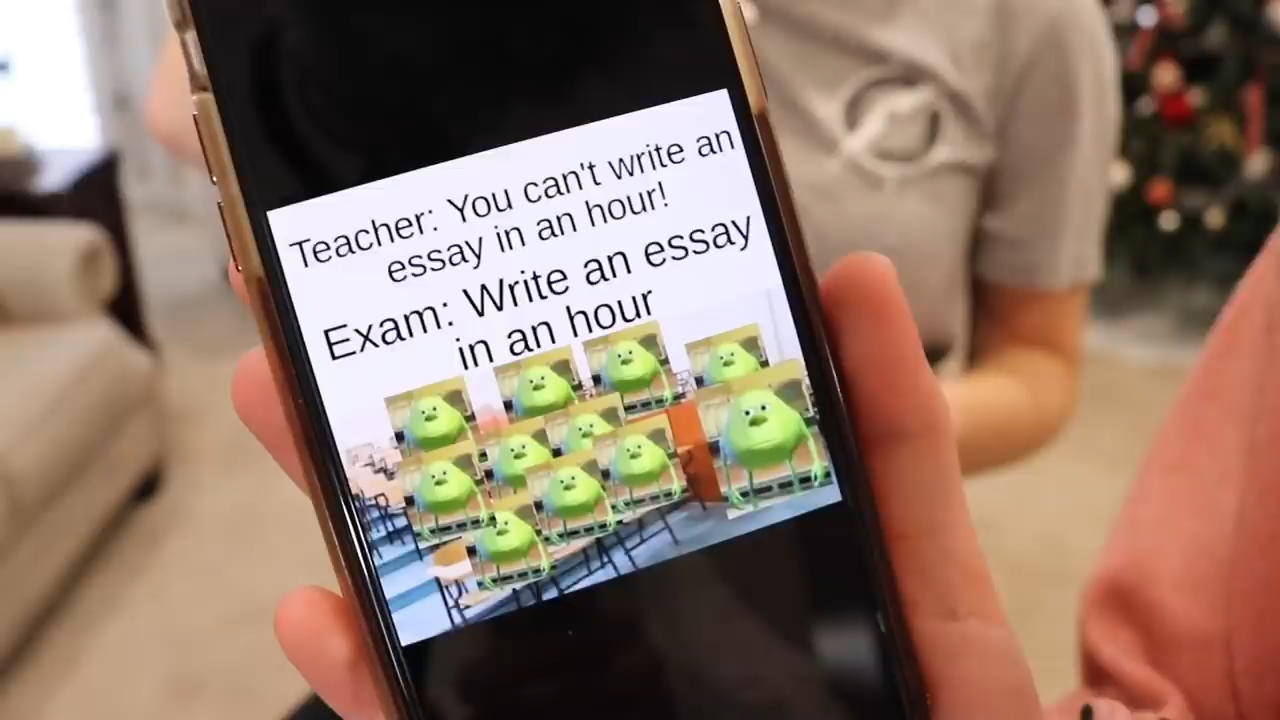 Teacher: You can't write an
essay in an hour!
Exam: Write an essay
in an hour